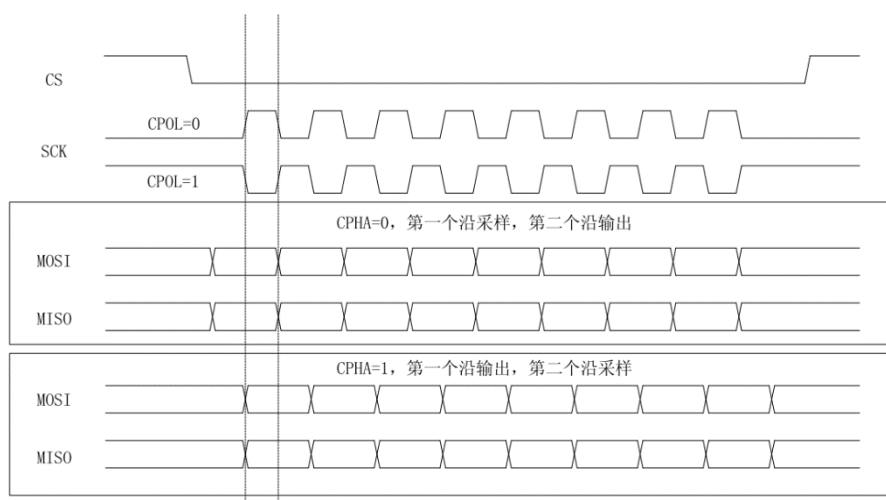 CS
CPOL=0
SCK
CPOL=1
CPHA=0，第一个沿采样，第二个沿输出
MOSI
MISO
CPHA=1，第一个沿输出，第二个沿采样
MOSI
MISO